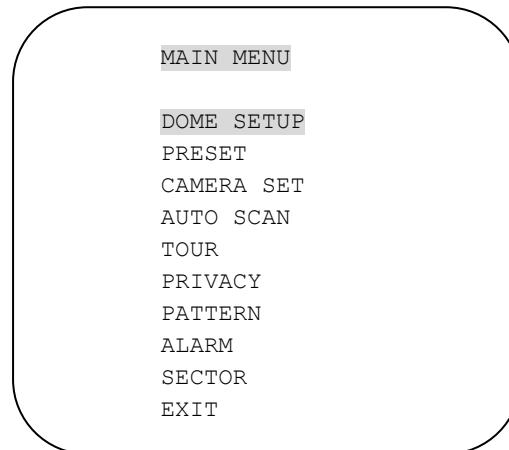 MAIN MENU
DOME SETUP
PRESET
CAMERA SET
AUTO SCAN
TOUR
PRIVACY
PATTERN
ALARM
SECTOR
EXIT